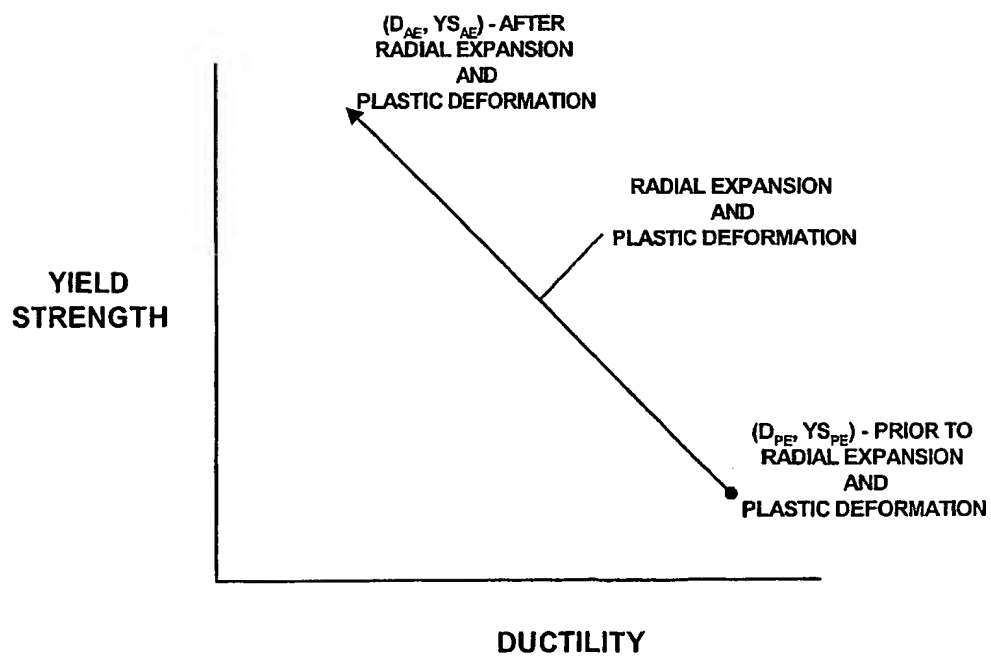 (D_AE, YS_AE) - AFTER
RADIAL EXPANSION
AND
PLASTIC DEFORMATION
RADIAL EXPANSION
AND
PLASTIC DEFORMATION
YIELD
STRENGTH
(D_PE, YS_PE) - PRIOR TO
RADIAL EXPANSION
AND
PLASTIC DEFORMATION
DUCTILITY